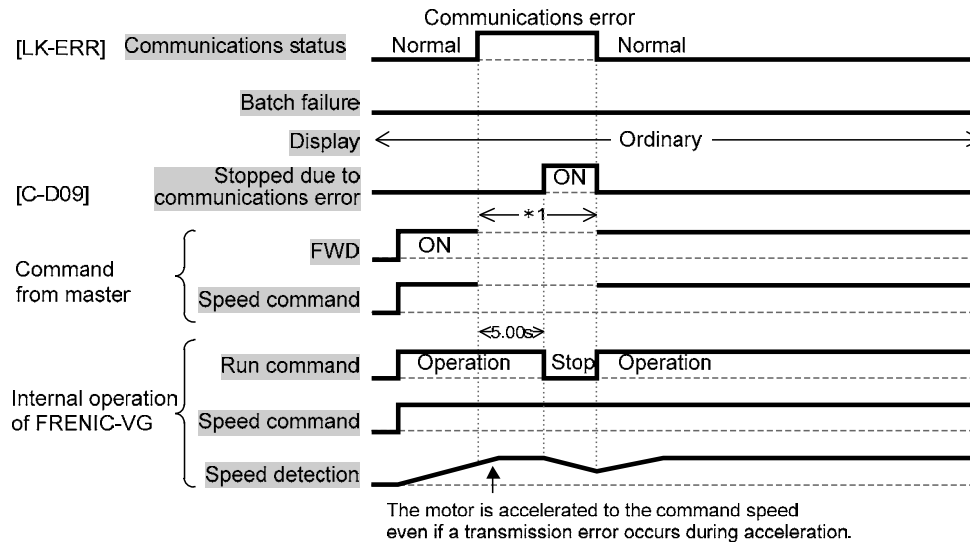 Communications error
[LK-ERR] Communications status Normal Normal
Batch failure
Display Ordinary
Stopped due to
[C-D09] communications error ON
*1
FWD ON
Command
from master
Speed command
5.00s
Run command Operation Stop Operation
Internal operation
of FRENIC-VG
Speed command
Speed detection
The motor is accelerated to the command speed
even if a transmission error occurs during acceleration.